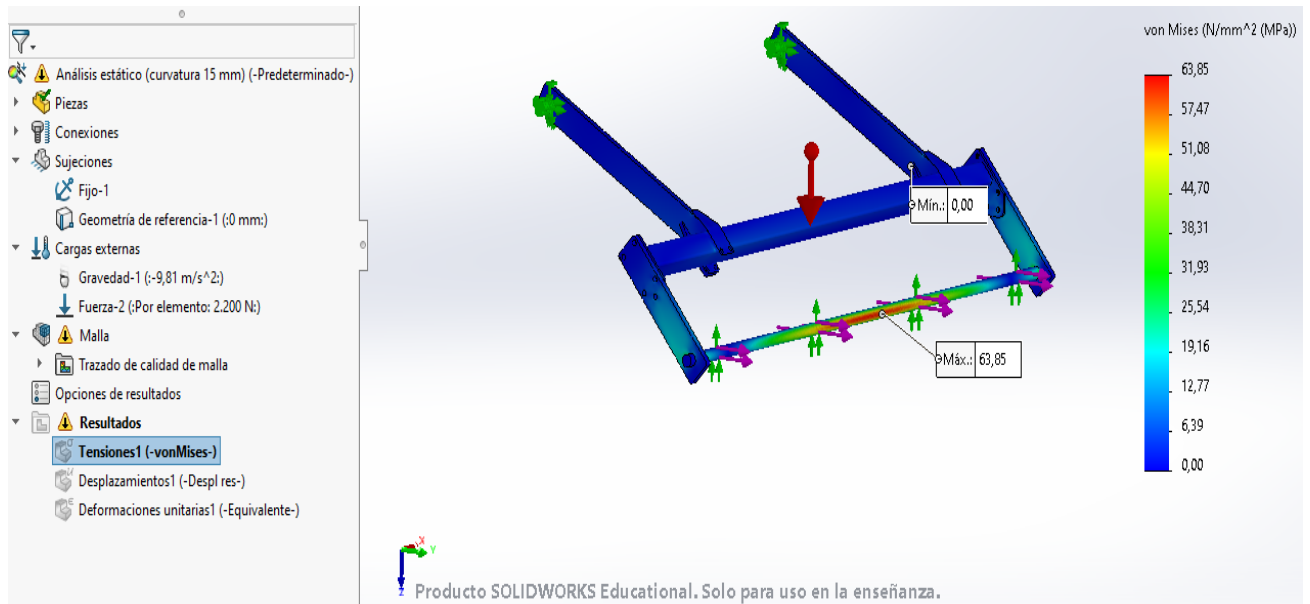 Análisis estático (curvatura 15 mm) (-Predeterminado-)
Piezas
Conexiones
Sujeciones
Fijo-1
Geometría de referencia-1 (:0 mm:)
Cargas externas
Gravedad-1 (:-9,81 m/s^2:)
Fuerza-2 (:Por elemento: 2.200 N:)
Malla
Trazado de calidad de malla
Opciones de resultados
Resultados
Tensiones1 (-vonMises-)
Desplazamientos1 (-Despl res-)
Deformaciones unitarias1 (-Equivalente-)
Mín.: 0,00
Máx.: 63,85
von Mises (N/mm^2 (MPa))
63,85
57,47
51,08
44,70
38,31
31,93
25,54
19,16
12,77
6,39
0,00
X
Y
Z
Producto SOLIDWORKS Educational. Solo para uso en la enseñanza.